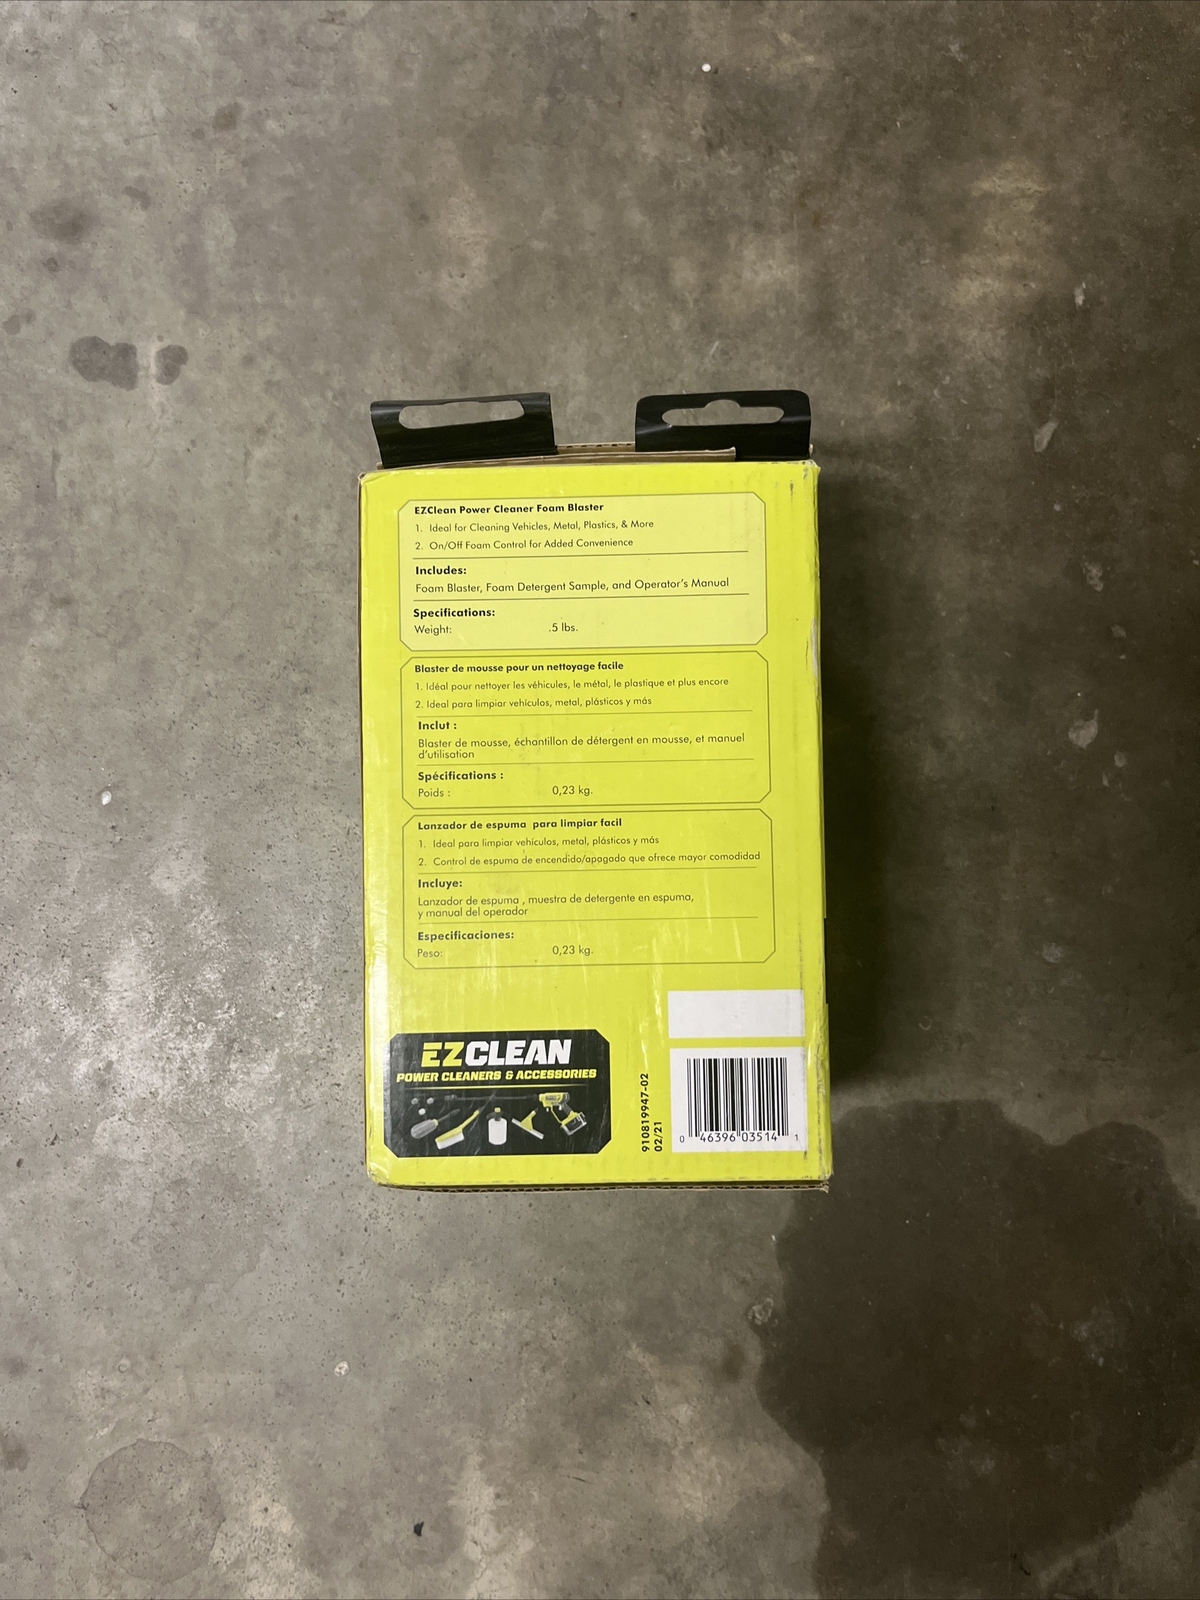 EZClean Power Cleaner Foam Blaster
1. Ideal for Cleaning Vehicles, Metal, Plastics, & More
2. On/Off Foam Control for Added Convenience
Includes:
Foam Blaster, Foam Detergent Sample, and Operator's Manual
Specifications:
Weight: .5 lbs.
Blaster de mousse pour un nettoyage facile
1. Idéal pour nettoyer les véhicules, le métal, le plastique et plus encore
2. Ideal para limpiar vehículos, metal, plásticos y más
Inclut :
Blaster de mousse, échantillon de détergent en mousse, et manuel
d'utilisation
Spécifications :
Poids : 0,23 kg.
Lanzador de espuma para limpiar facil
1. Ideal para limpiar vehículos, metal, plásticos y más
2. Control de espuma de encendido/apagado que ofrece mayor comodidad
Incluye:
Lanzador de espuma , muestra de detergente en espuma,
y manual del operador
Especificaciones:
Peso: 0,23 kg.
EZCLEAN
POWER CLEANERS & ACCESSORIES
910819947-02
02/21
0 46396 03514 1